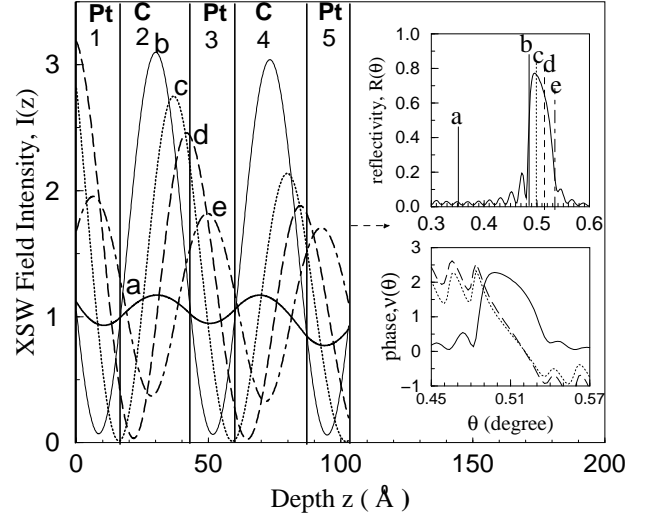 Pt C Pt C Pt
1 2 3 4 5
b
c
d
e
a
3
2
1
0
XSW Field Intensity, I(z)
0 50 100 150 200
Depth z ( Å )
reflectivity, R(θ)
1.0
0.8
0.6
0.4
0.2
0.0
a
b
c
d
e
0.3 0.4 0.5 0.6
phase,ν(θ)
3
2
1
0
−1
0.45 0.51 0.57
θ (degree)